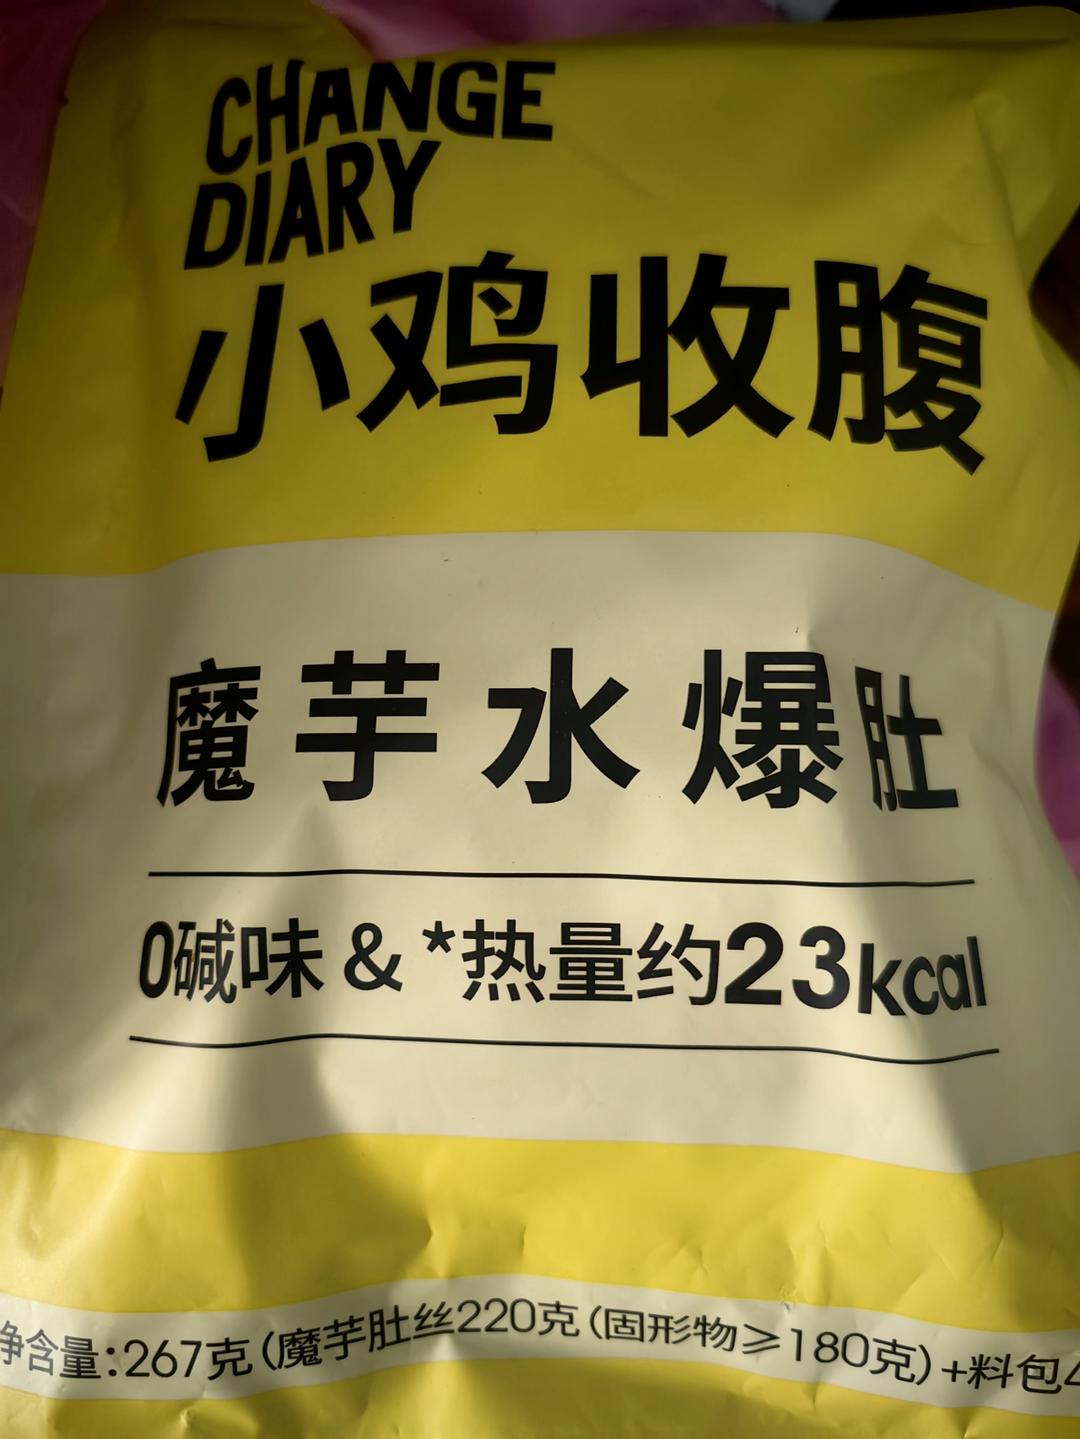 CHANGE
DIARY
小鸡收腹
魔芋水爆肚
0碱味 & *热量约23kcal
净含量:267克(魔芋肚丝220克(固形物≥180克)+料包4